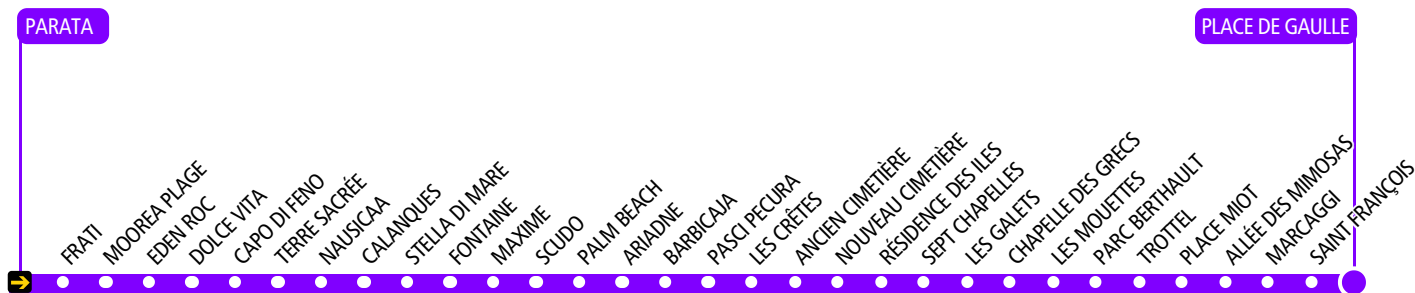 PARATA
PLACE DE GAULLE
FRATI
MOOREA PLAGE
EDEN ROC
DOLCE VITA
CAPO DI FENO
TERRE SACRÉE
NAUSICAA
CALANQUES
STELLA DI MARE
FONTAINE
MAXIME
SCUDO
PALM BEACH
ARIADNE
BARBICAJA
PASCI PECURA
LES CRÊTES
ANCIEN CIMETIÈRE
NOUVEAU CIMETIÈRE
RÉSIDENCE DES ILES
SEPT CHAPELLES
LES GALETS
CHAPELLE DES GRECS
LES MOUETTES
PARC BERTHAULT
TROTTEL
PLACE MIOT
ALLÉE DES MIMOSAS
MARCAGGI
SAINT FRANÇOIS